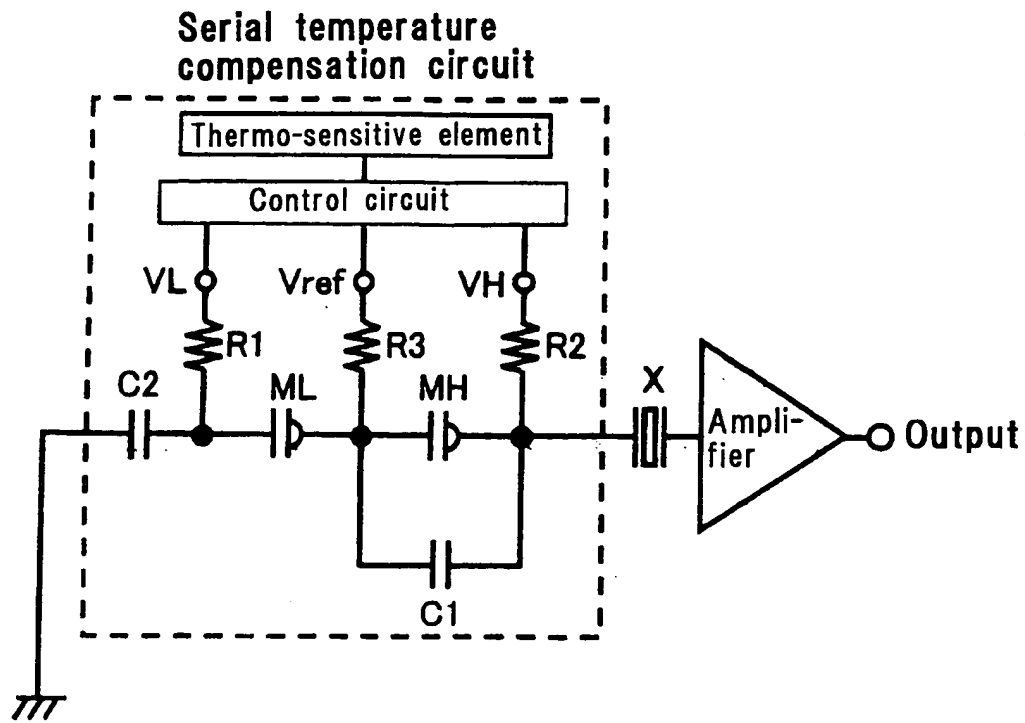 Serial temperature
compensation circuit
Thermo-sensitive element
Control circuit
VL
Vref
VH
R1
R3
R2
C2
ML
MH
X
Ampli-
fier
Output
C1